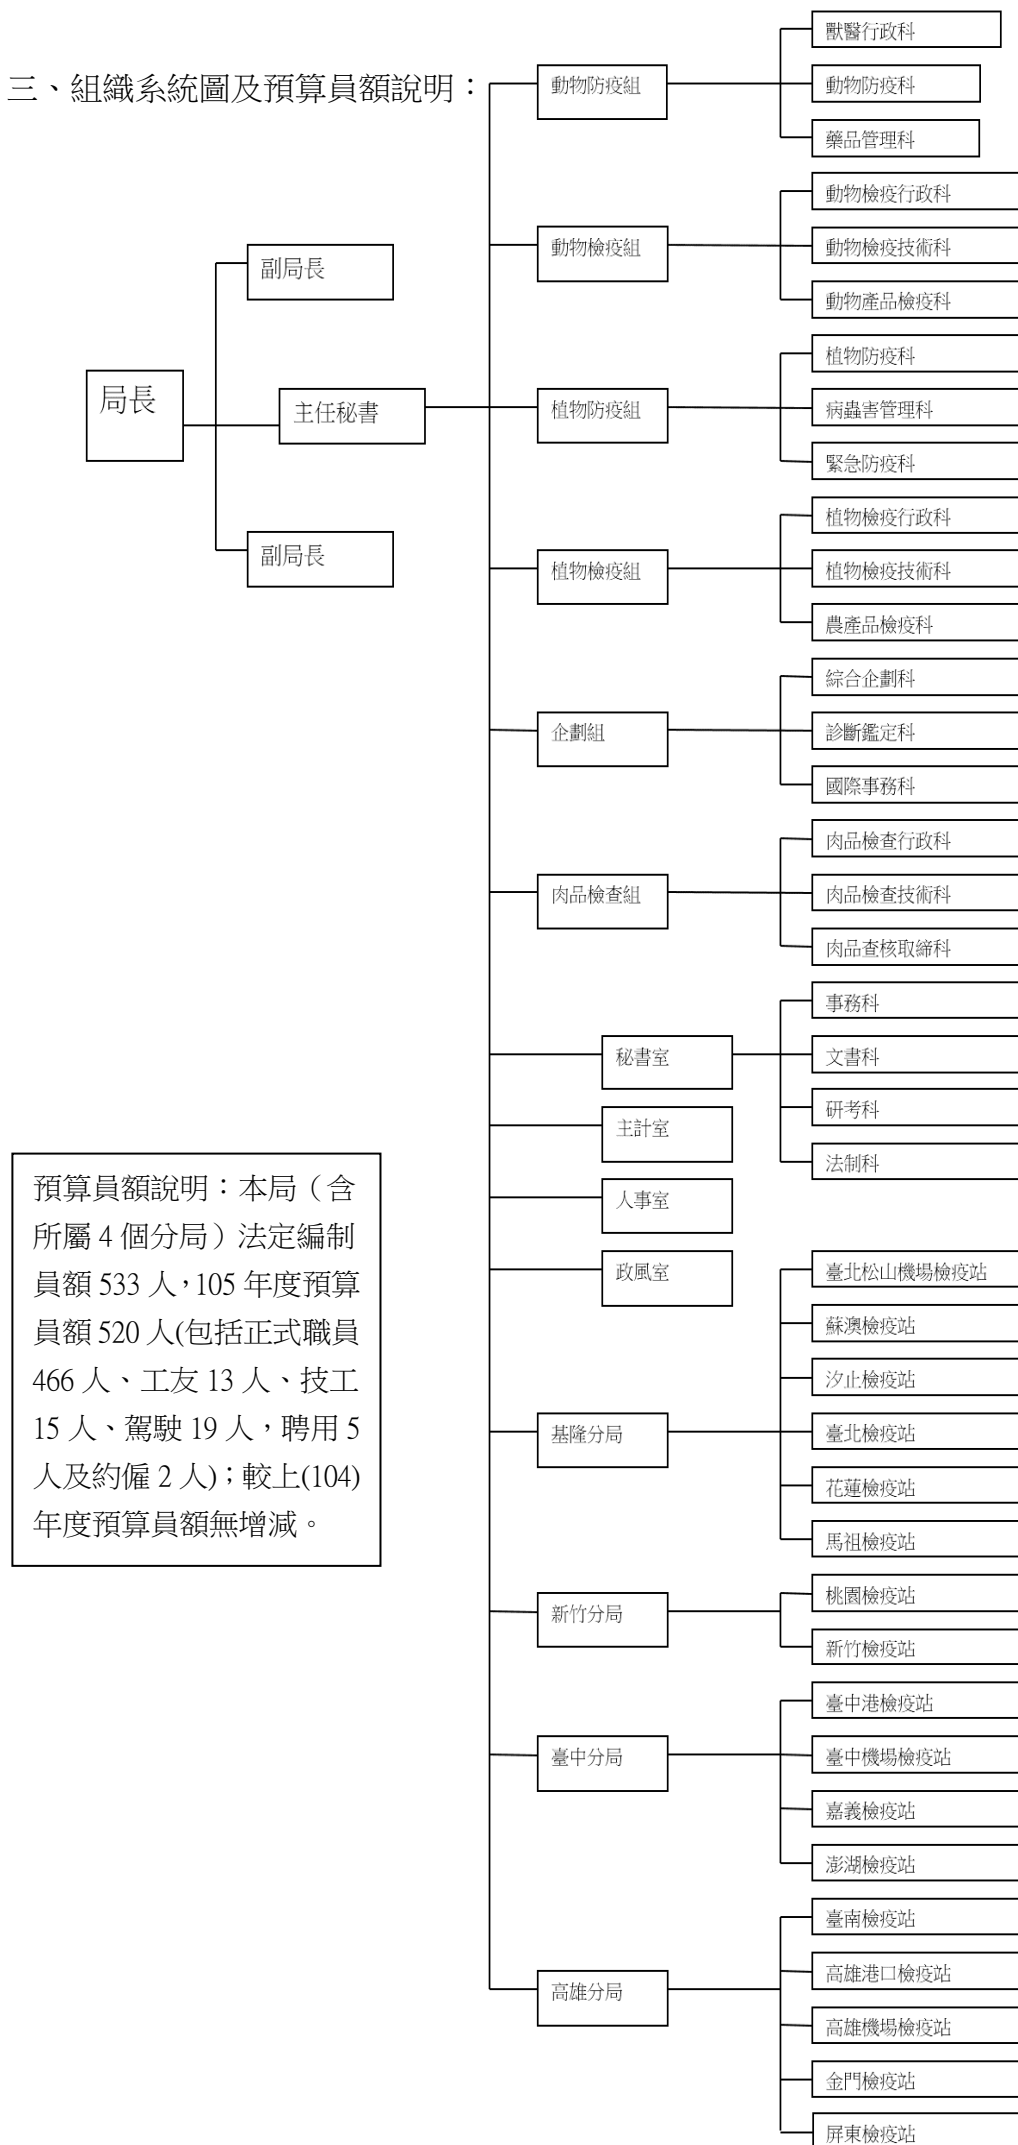 三、組織系統圖及預算員額說明：
局長
副局長
主任秘書
副局長
動物防疫組
獸醫行政科
動物防疫科
藥品管理科
動物檢疫組
動物檢疫行政科
動物檢疫技術科
動物產品檢疫科
植物防疫組
植物防疫科
病蟲害管理科
緊急防疫科
植物檢疫組
植物檢疫行政科
植物檢疫技術科
農產品檢疫科
企劃組
綜合企劃科
診斷鑑定科
國際事務科
肉品檢查組
肉品檢查行政科
肉品檢查技術科
肉品查核取締科
秘書室
事務科
文書科
研考科
法制科
主計室
人事室
政風室
基隆分局
臺北松山機場檢疫站
蘇澳檢疫站
汐止檢疫站
臺北檢疫站
花蓮檢疫站
馬祖檢疫站
新竹分局
桃園檢疫站
新竹檢疫站
臺中分局
臺中港檢疫站
臺中機場檢疫站
嘉義檢疫站
澎湖檢疫站
高雄分局
臺南檢疫站
高雄港口檢疫站
高雄機場檢疫站
金門檢疫站
屏東檢疫站
預算員額說明：本局（含
所屬 4 個分局）法定編制
員額 533 人，105 年度預算
員額 520 人(包括正式職員
466 人、工友 13 人、技工
15 人、駕駛 19 人，聘用 5
人及約僱 2 人)；較上(104)
年度預算員額無增減。